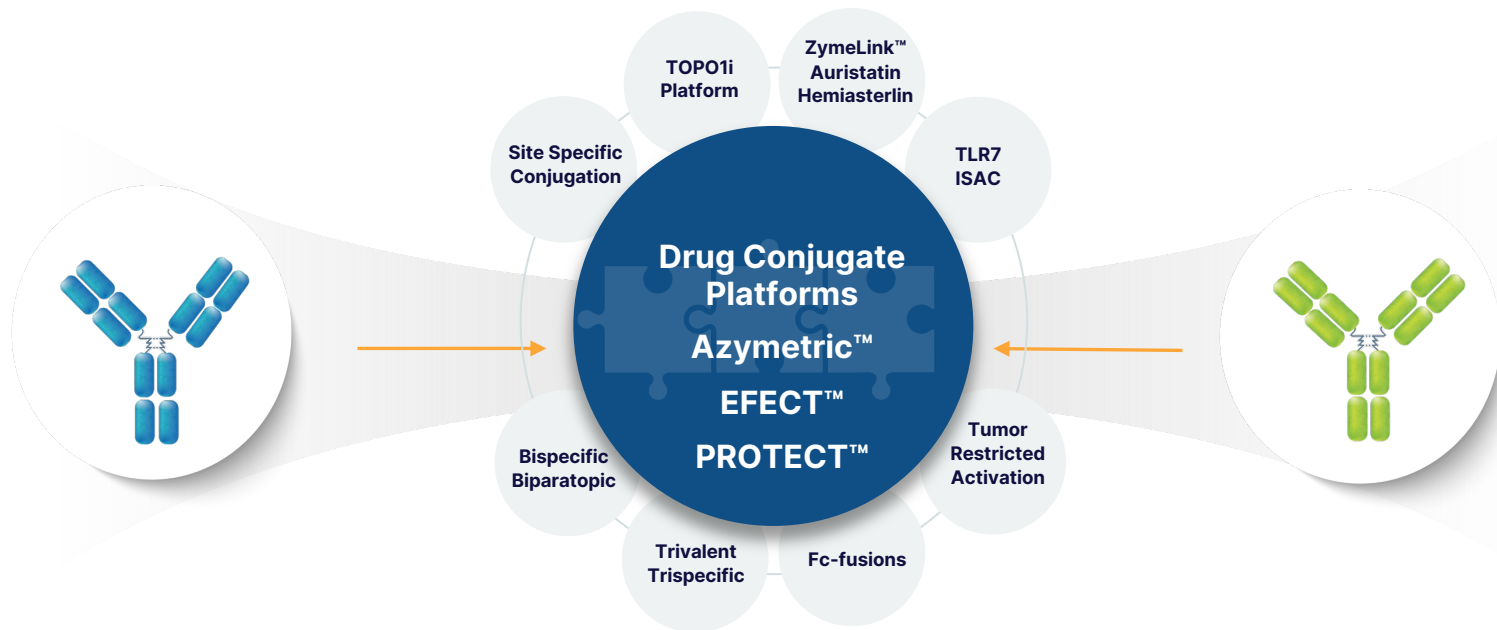 TOPO1i
Platform
ZymeLink™
Auristatin
Hemiasterlin
Site Specific
Conjugation
TLR7
ISAC
Drug Conjugate
Platforms
Azymetric™
EFECT™
PROTECT™
Bispecific
Biparatopic
Tumor
Restricted
Activation
Trivalent
Trispecific
Fc-fusions